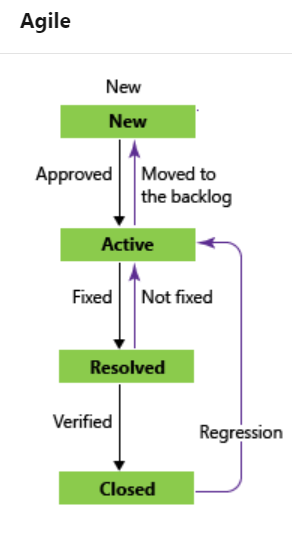 Agile
New
New
Approved
Moved to
the backlog
Active
Fixed
Not fixed
Resolved
Verified
Regression
Closed